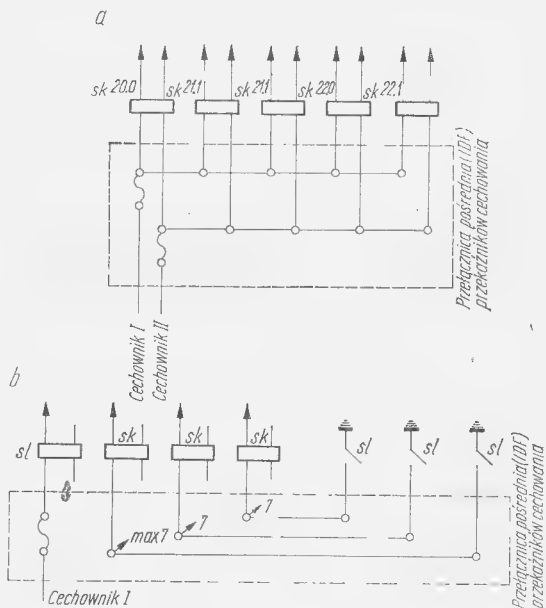 a
sk 20.0 sk 21.1 sk 21.1 sk 22.0 sk 22.1
Przełącznica pośrednia (IDF)
przekaźników cechowania
Cechownik I
Cechownik II
b
sl sk sk sk sl sl sl
max 7 7 7
Przełącznica pośrednia (IDF)
przekaźników cechowania
Cechownik I